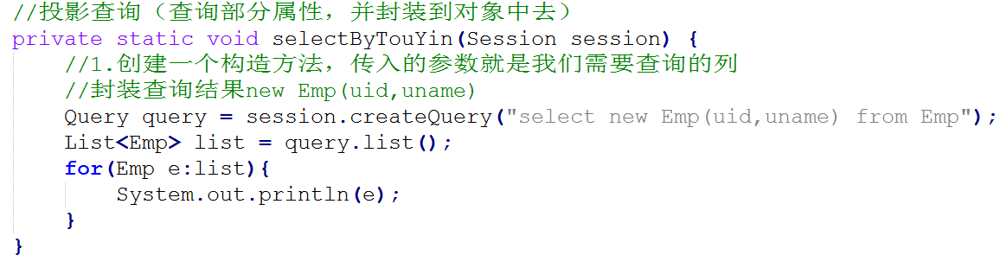 //投影查询（查询部分属性，并封装到对象中去）
private static void selectByTouYin(Session session) {
//1.创建一个构造方法，传入的参数就是我们需要查询的列
//封装查询结果new Emp(uid,uname)
Query query = session.createQuery("select new Emp(uid,uname) from Emp");
List<Emp> list = query.list();
for(Emp e:list){
System.out.println(e);
}
}